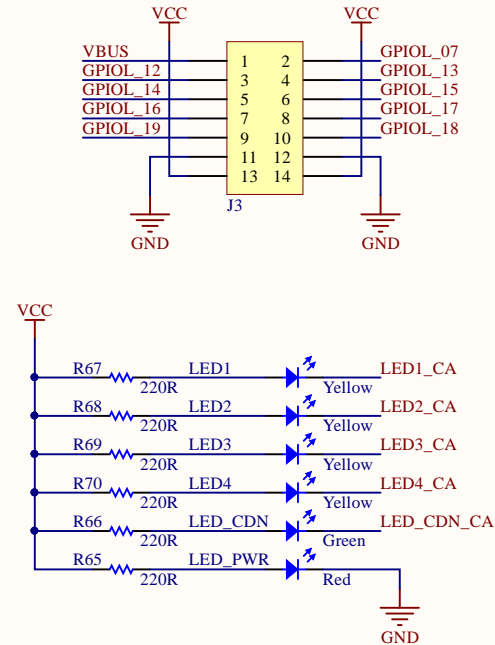 VCC VCC
VBUS 1 2 GPIOL_07
GPIOL_12 3 4 GPIOL_13
GPIOL_14 5 6 GPIOL_15
GPIOL_16 7 8 GPIOL_17
GPIOL_19 9 10 GPIOL_18
11 12
13 14
J3
GND GND
VCC
R67 LED1 LED1_CA
220R Yellow
R68 LED2 LED2_CA
220R Yellow
R69 LED3 LED3_CA
220R Yellow
R70 LED4 LED4_CA
220R Yellow
R66 LED_CDN LED_CDN_CA
220R Green
R65 LED_PWR
220R Red
GND